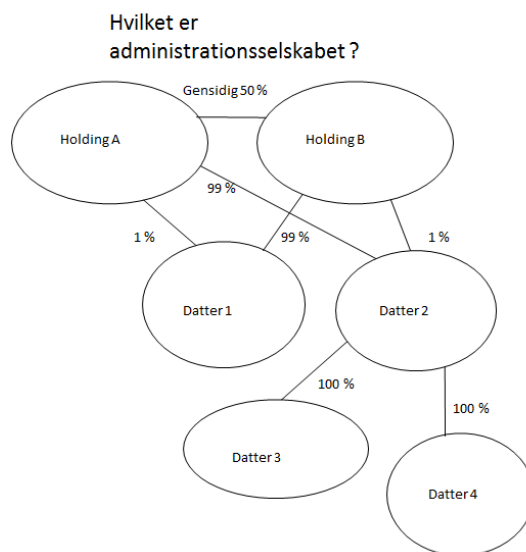 Hvilket er
administrationsselskabet ?
Gensidig 50 %
Holding A
Holding B
99 %
1 %
99 %
1 %
Datter 1
Datter 2
100 %
100 %
Datter 3
Datter 4